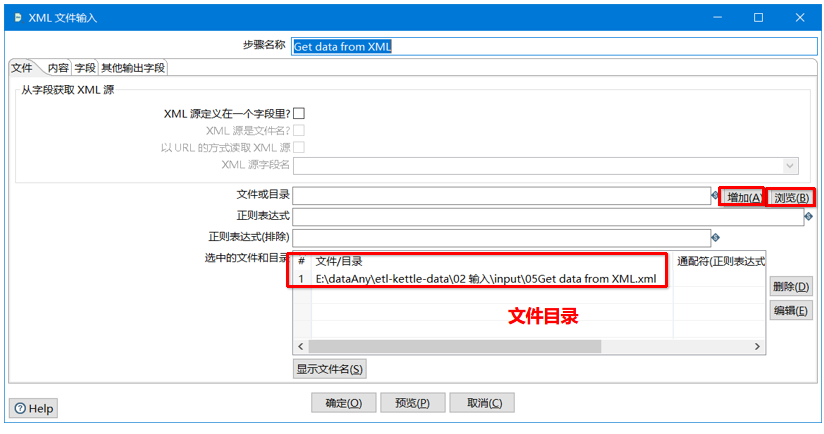 XML 文件输入
步骤名称 Get data from XML
文件 内容 字段 其他输出字段
从字段获取 XML 源
XML 源定义在一个字段里?
XML 源是文件名?
以 URL 的方式读取 XML 源
XML 源字段名
文件或目录 增加(A) 浏览(B)
正则表达式
正则表达式(排除)
选中的文件和目录 # 文件/目录 通配符(正则表达式
1 E:\dataAny\etl-kettle-data\02 输入\input\05Get data from XML.xml
删除(D)
编辑(E)
文件目录
显示文件名(S)
确定(O) 预览(P) 取消(C)
Help